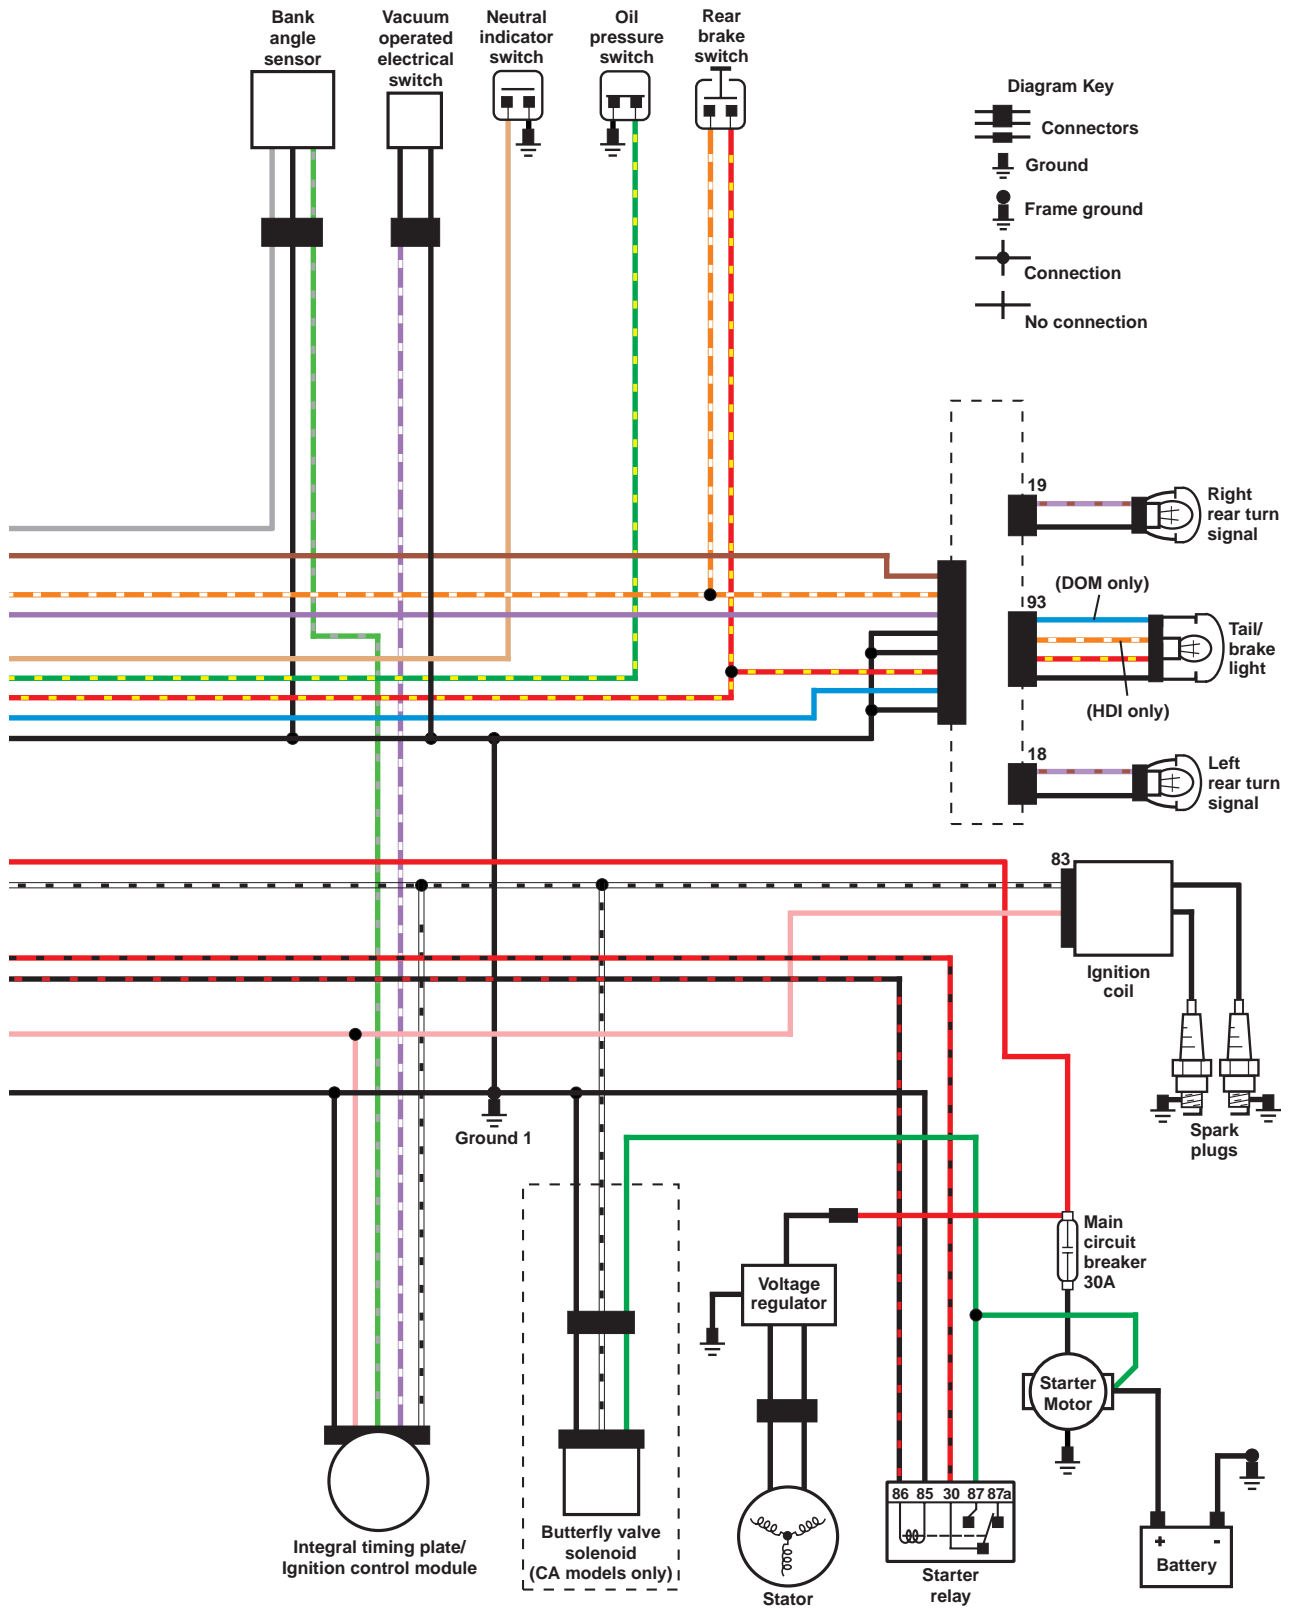 Bank
angle
sensor
Vacuum
operated
electrical
switch
Neutral
indicator
switch
Oil
pressure
switch
Rear
brake
switch
Diagram Key
Connectors
Ground
Frame ground
Connection
No connection
19
Right
rear turn
signal
(DOM only)
93
Tail/
brake
light
(HDI only)
18
Left
rear turn
signal
83
Ignition
coil
Spark
plugs
Ground 1
Main
circuit
breaker
30A
Voltage
regulator
Starter
Motor
86 85 30 87 87a
Starter
relay
+ -
Battery
Integral timing plate/
Ignition control module
Butterfly valve
solenoid
(CA models only)
Stator